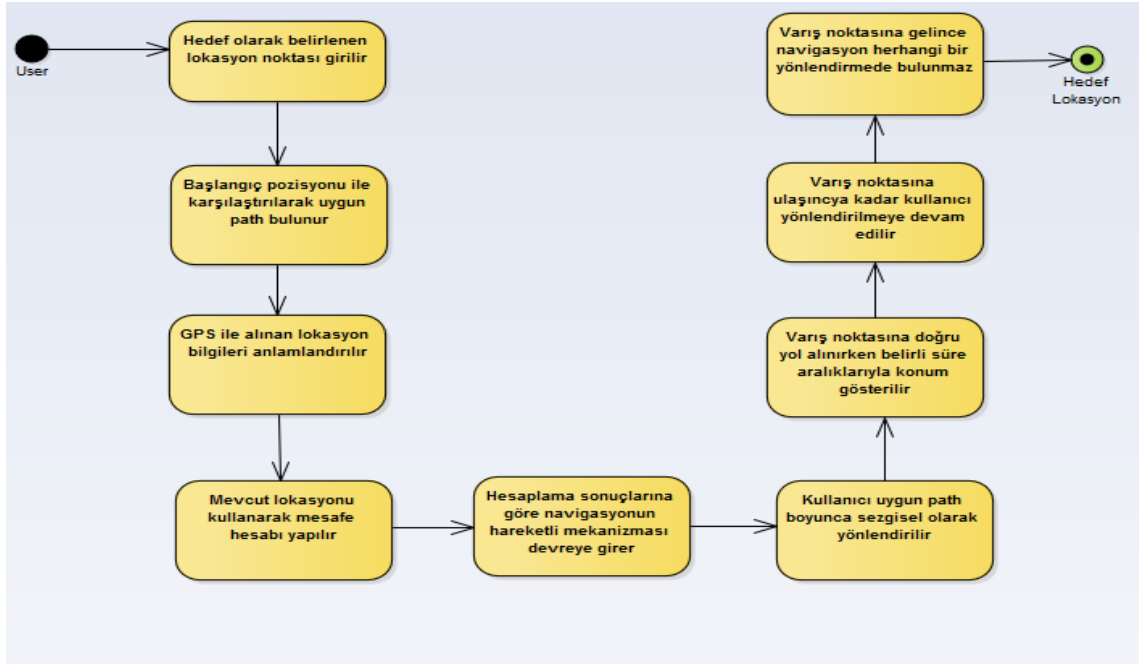 User
Hedef olarak belirlenen
lokasyon noktası girilir
Başlangıç pozisyonu ile
karşılaştırılarak uygun
path bulunur
GPS ile alınan lokasyon
bilgileri anlamlandırılır
Mevcut lokasyonu
kullanarak mesafe
hesabı yapılır
Hesaplama sonuçlarına
göre navigasyonun
hareketli mekanizması
devreye girer
Kullanıcı uygun path
boyunca sezgisel olarak
yönlendirilir
Varış noktasına doğru
yol alınırken belirli süre
aralıklarıyla konum
gösterilir
Varış noktasına
ulaşıncya kadar kullanıcı
yönlendirilmeye devam
edilir
Varış noktasına gelince
navigasyon herhangi bir
yönlendirmede bulunmaz
Hedef
Lokasyon